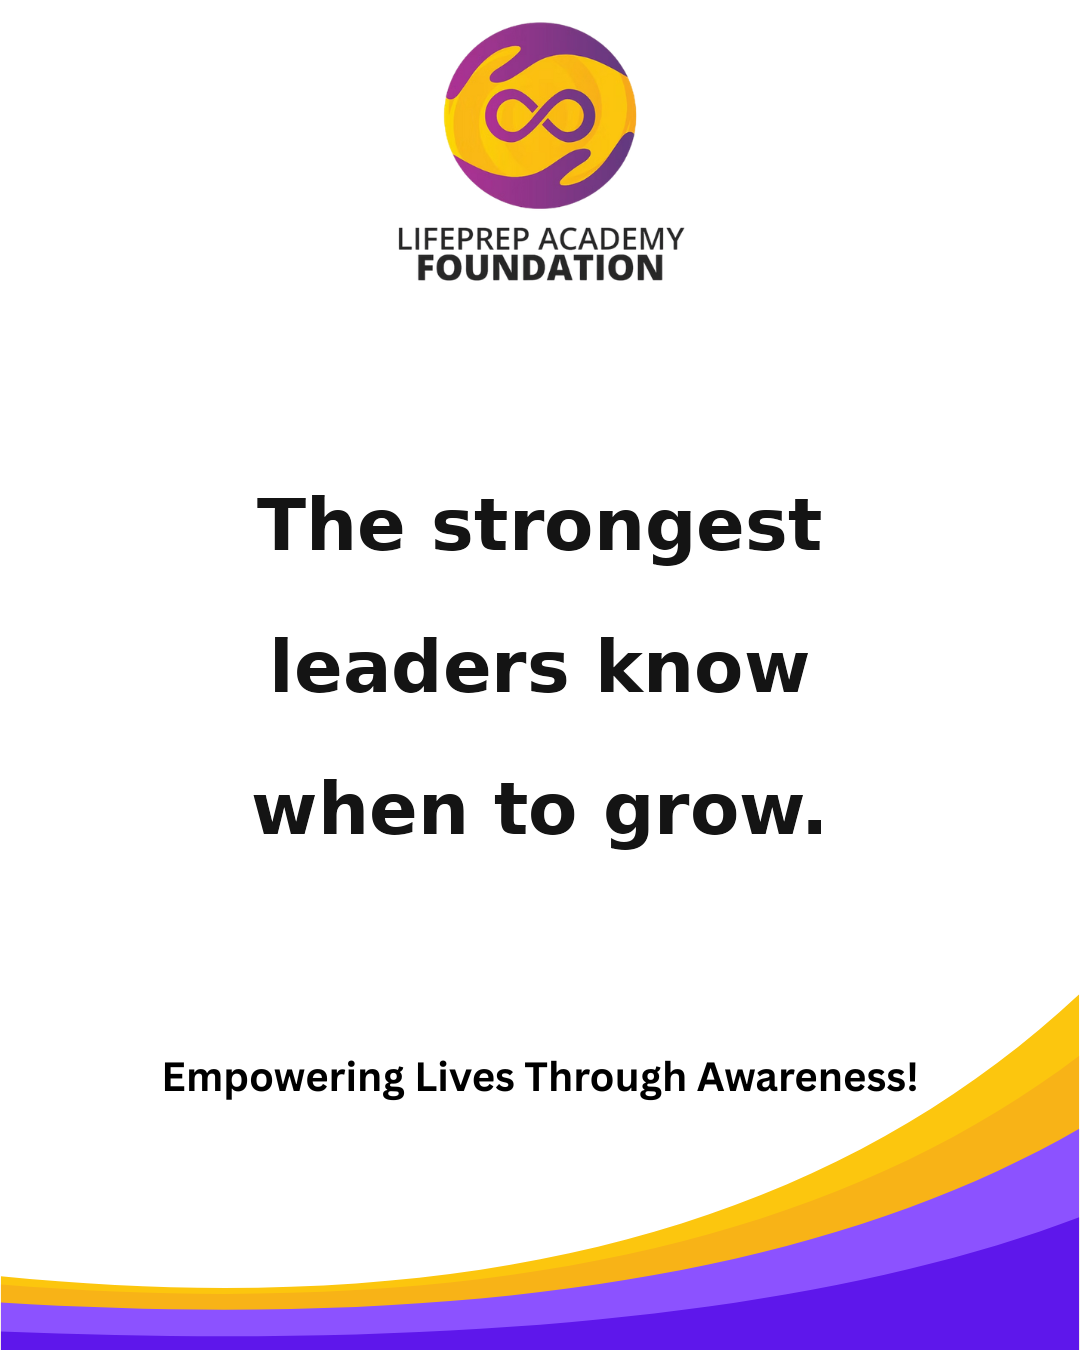 LIFEPREP ACADEMY
FOUNDATION
The strongest
leaders know
when to grow.
Empowering Lives Through Awareness!